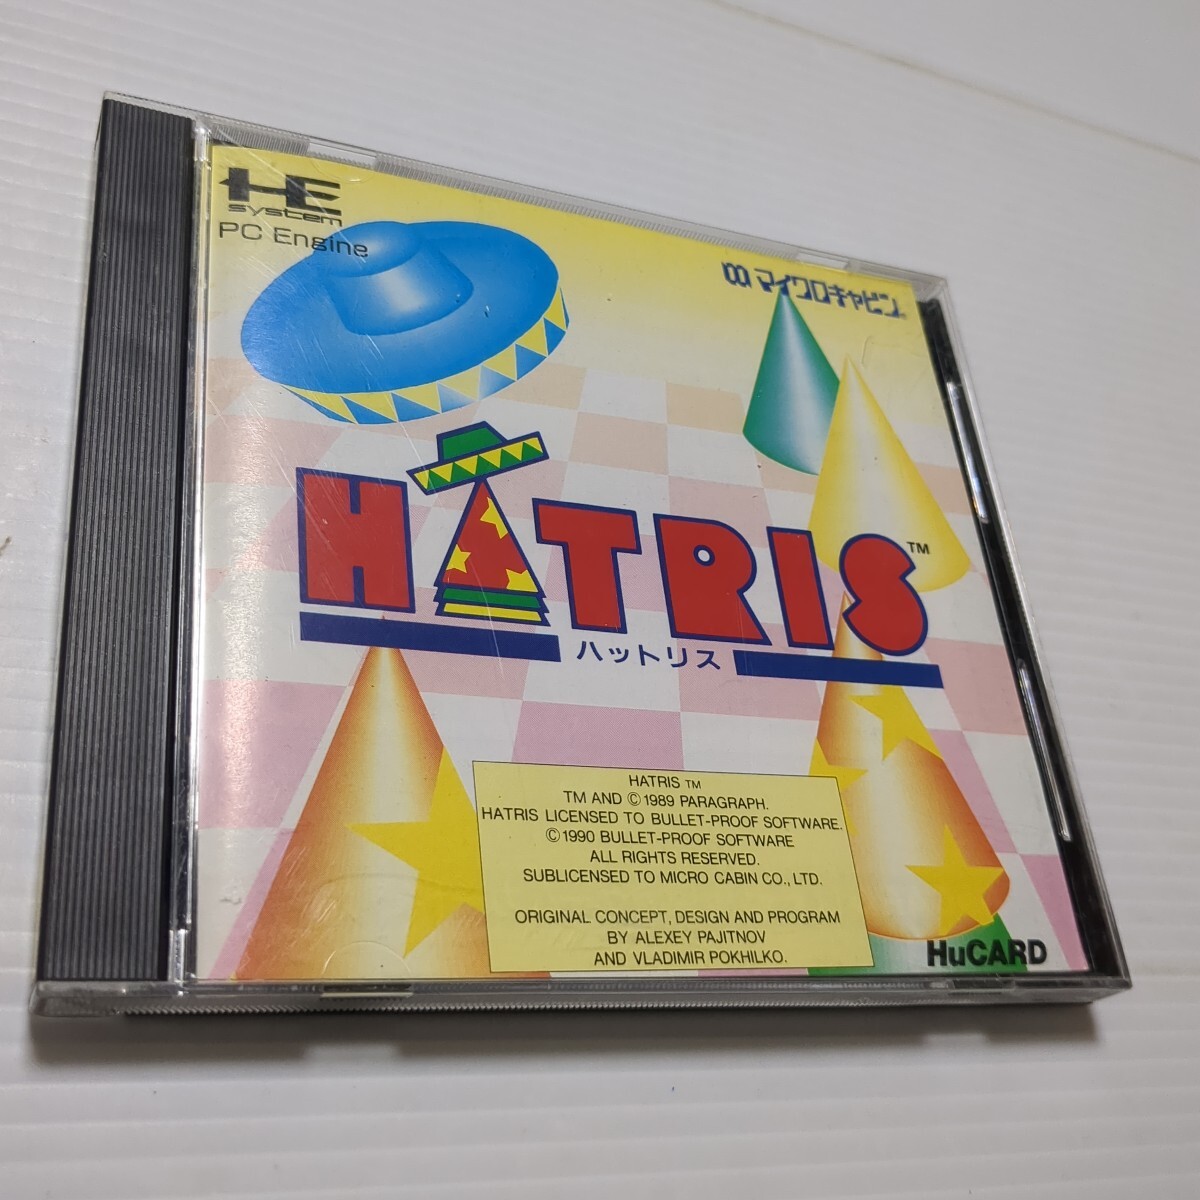 HE
system
PC Engine
マイクロキャビン
HATRIS™
ハットリス
HATRIS TM
TM AND © 1989 PARAGRAPH.
HATRIS LICENSED TO BULLET-PROOF SOFTWARE.
© 1990 BULLET-PROOF SOFTWARE
ALL RIGHTS RESERVED.
SUBLICENSED TO MICRO CABIN CO., LTD.
ORIGINAL CONCEPT, DESIGN AND PROGRAM
BY ALEXEY PAJITNOV
AND VLADIMIR POKHILKO.
HuCARD